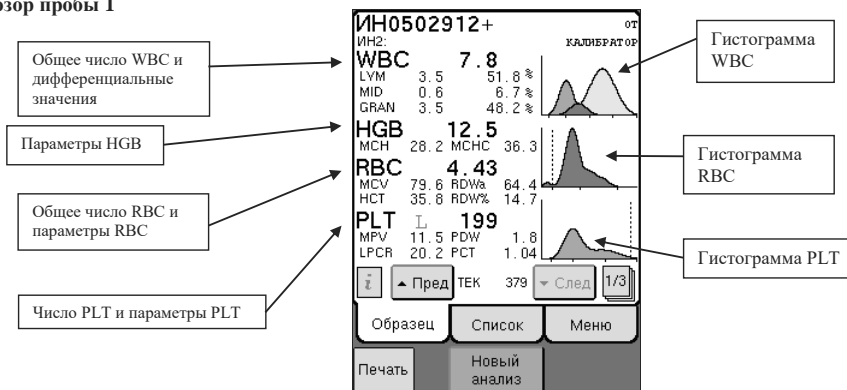 зор пробы 1
Общее число WBC и
дифференциальные
значения
Параметры HGB
Общее число RBC и
параметры RBC
Число PLT и параметры PLT
ИН0502912+ от
ИН2: КАЛИБРАТОР
WBC 7.8
LYM 3.5 51.8%
MID 0.6 6.7%
GRAN 3.5 48.2%
HGB 12.5
MCH 28.2 MCHC 36.3
RBC 4.43
MCV 79.6 RDWa 64.4
HCT 35.8 RDW% 14.7
PLT L 199
MPV 11.5 PDW 1.8
LPCR 20.2 PCT 1.04
i Пред ТЕК 379 След 1/3
Образец Список Меню
Печать Новый
анализ
Гистограмма
WBC
Гистограмма
RBC
Гистограмма PLT